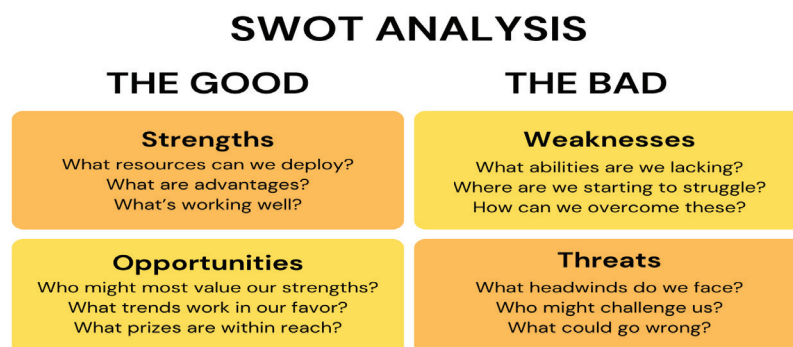 SWOT ANALYSIS
THE GOOD
THE BAD
Strengths
What resources can we deploy?
What are advantages?
What's working well?
Weaknesses
What abilities are we lacking?
Where are we starting to struggle?
How can we overcome these?
Opportunities
Who might most value our strengths?
What trends work in our favor?
What prizes are within reach?
Threats
What headwinds do we face?
Who might challenge us?
What could go wrong?